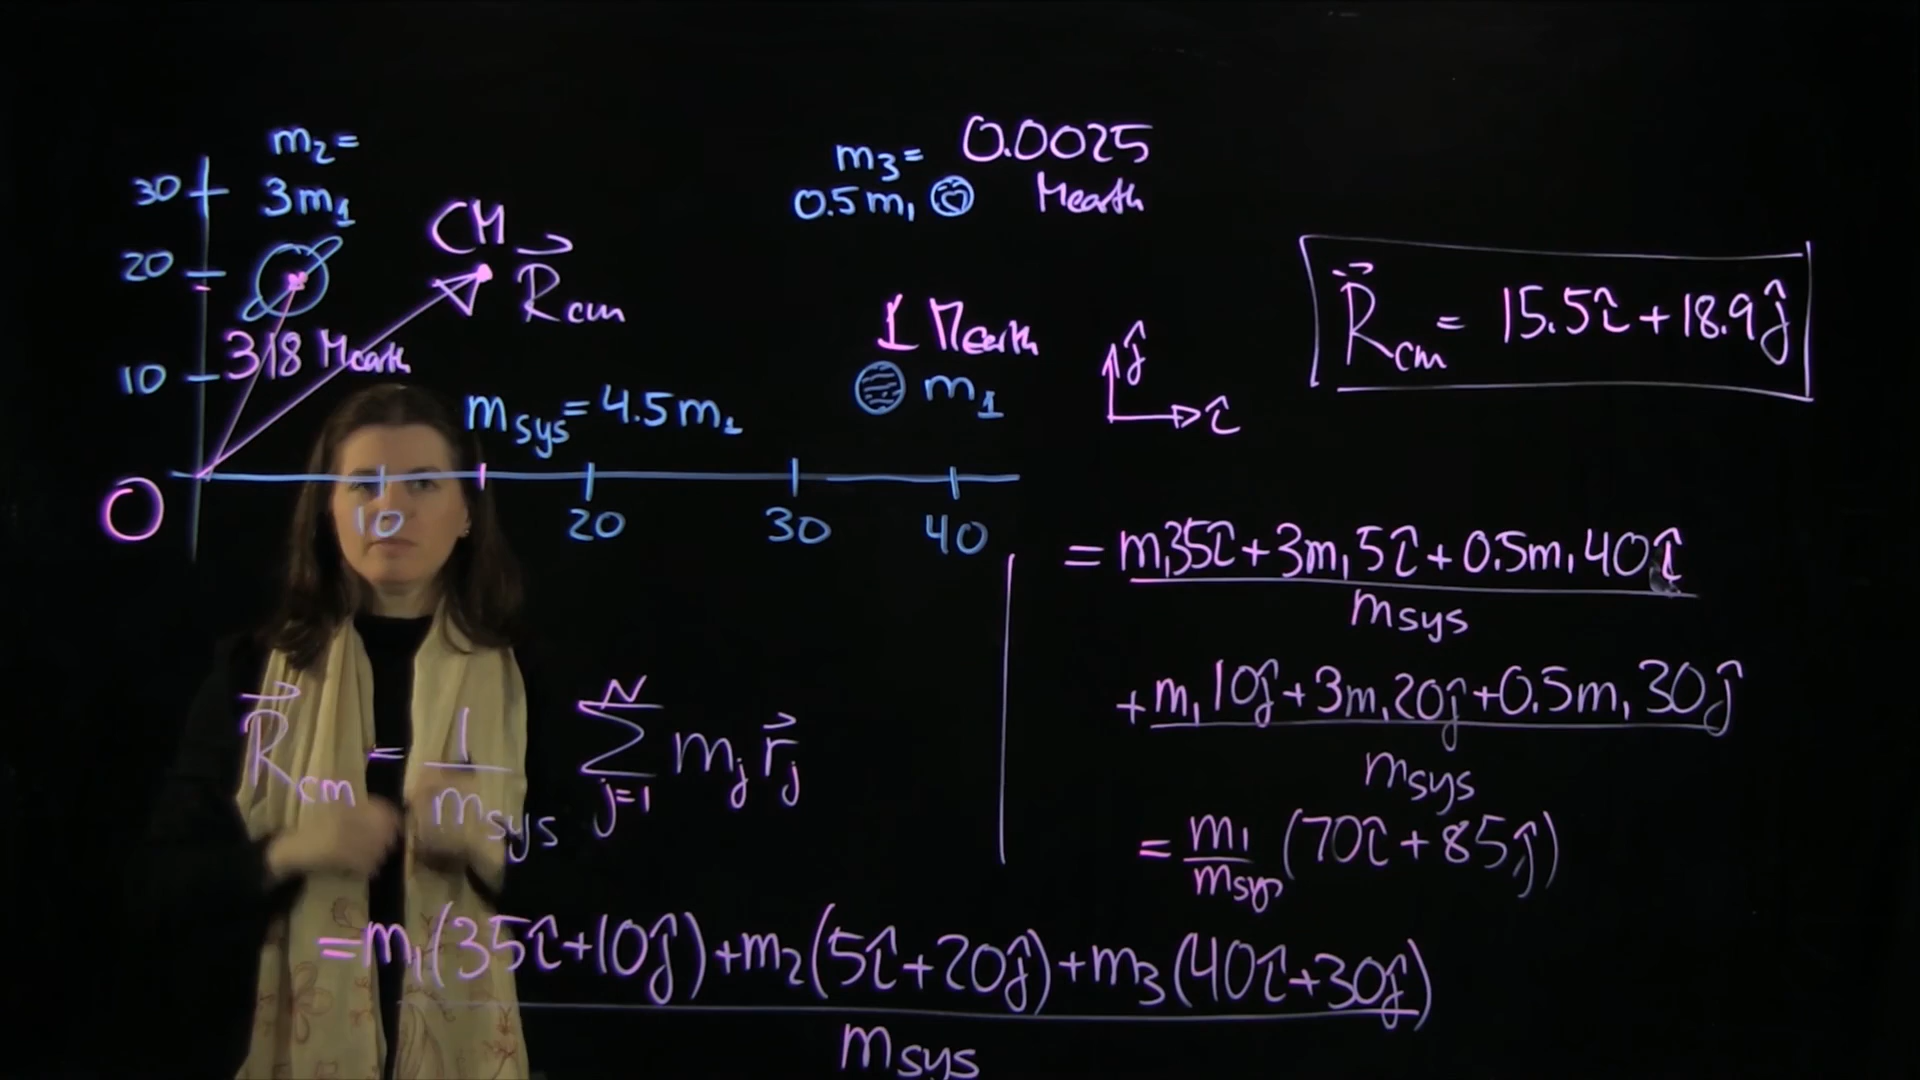 m₂=
3m₁
30
20
10
318 Mearth
CM
R⃗cm
m₃=
0.5m₁
0.0025
Mearth
1 Mearth
m₁
msys=4.5m₁
O
10 20 30 40
ĵ
î
R⃗cm = 15.5î+18.9ĵ
R⃗cm = 1/msys Σ j=1 N mj r⃗j
=m₁(35î+10ĵ)+m₂(5î+20ĵ)+m₃(40î+30ĵ)
msys
= m₁35î+3m₁5î+0.5m₁40î
msys
+m₁10ĵ+3m₁20ĵ+0.5m₁30ĵ
msys
= m₁/msys (70î+85ĵ)